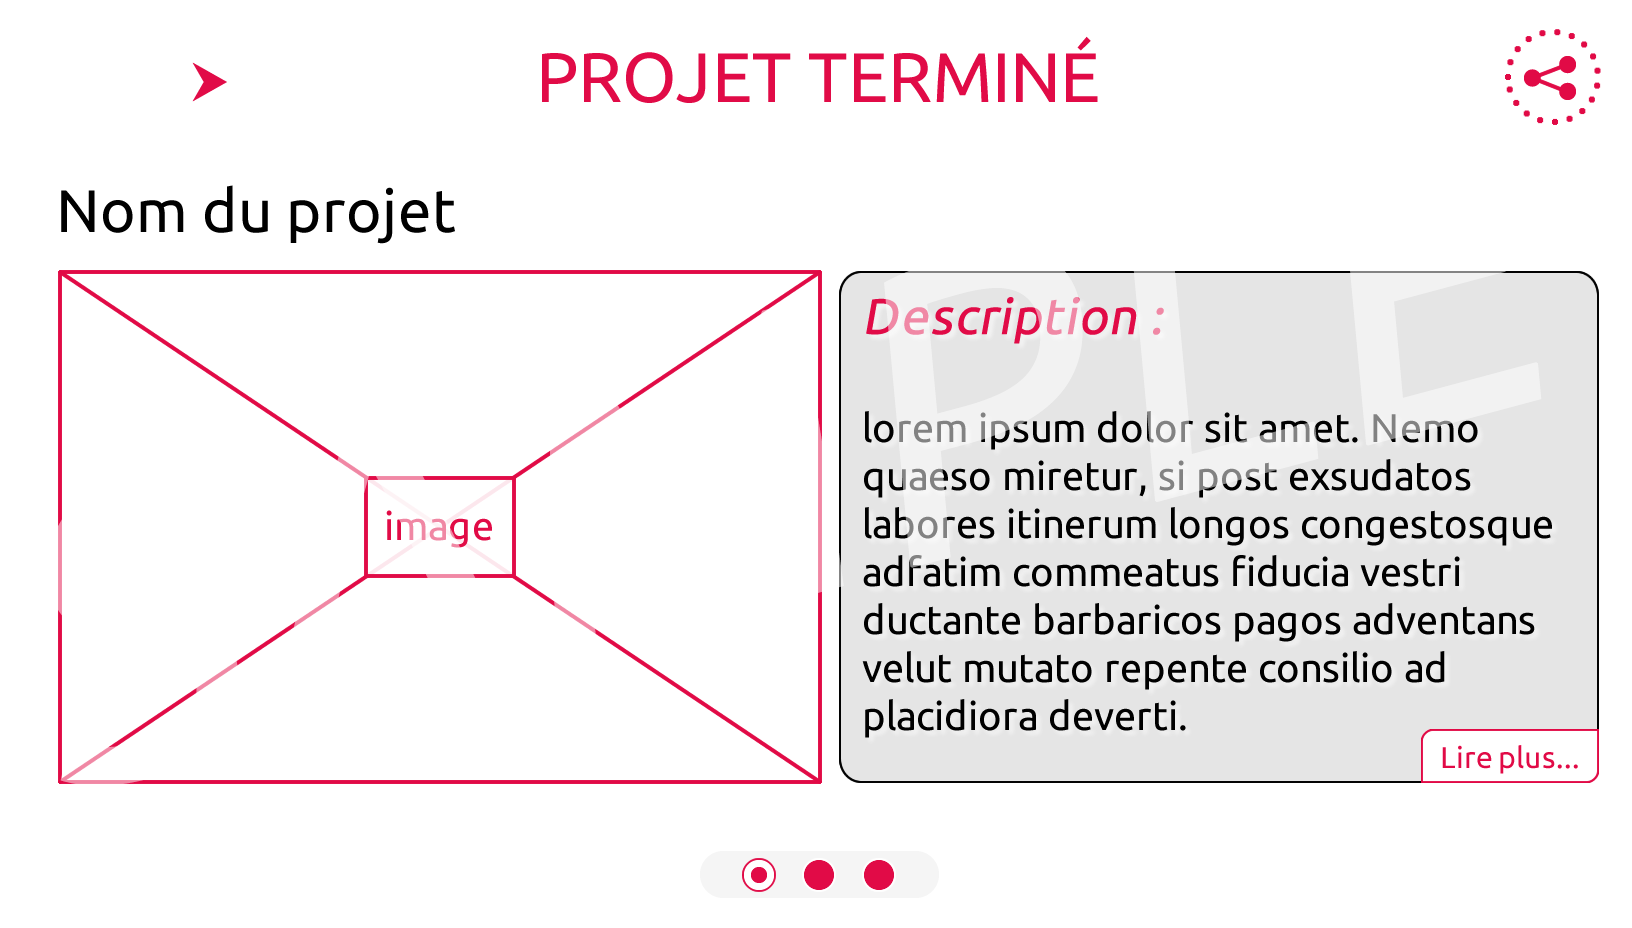 PROJET TERMINÉ
Nom du projet
image
Description :
lorem ipsum dolor sit amet. Nemo
quaeso miretur, si post exsudatos
labores itinerum longos congestosque
adfatim commeatus fiducia vestri
ductante barbaricos pagos adventans
velut mutato repente consilio ad
placidiora deverti.
Lire plus...
PLE